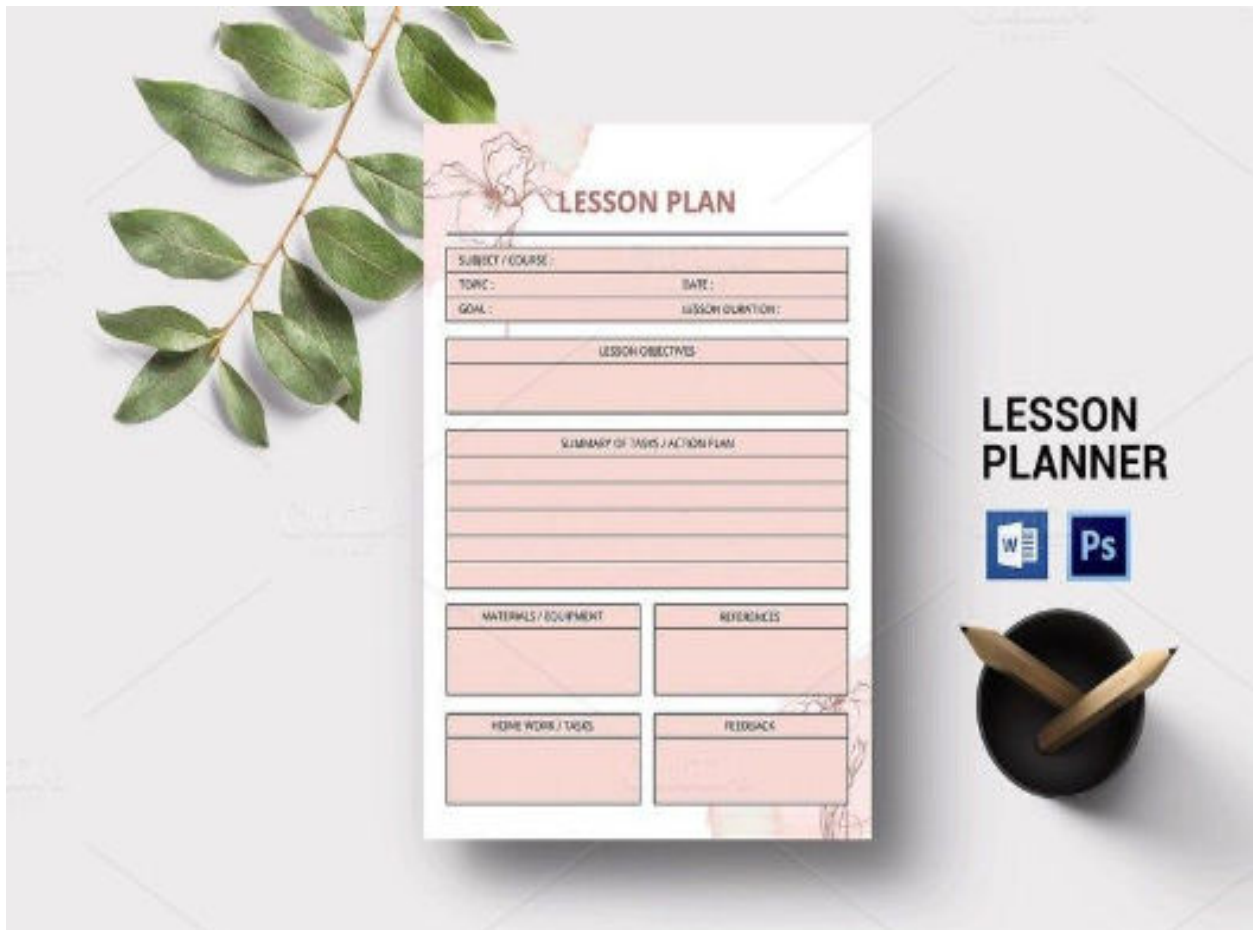 LESSON PLAN
SUBJECT / COURSE :
TOPIC :
DATE :
GOAL :
LESSON DURATION :
LESSON OBJECTIVES
SUMMARY OF TASKS / ACTION PLAN
MATERIALS / EQUIPMENT
REFERENCES
HOME WORK / TASKS
FEEDBACK
LESSON
PLANNER
W
Ps